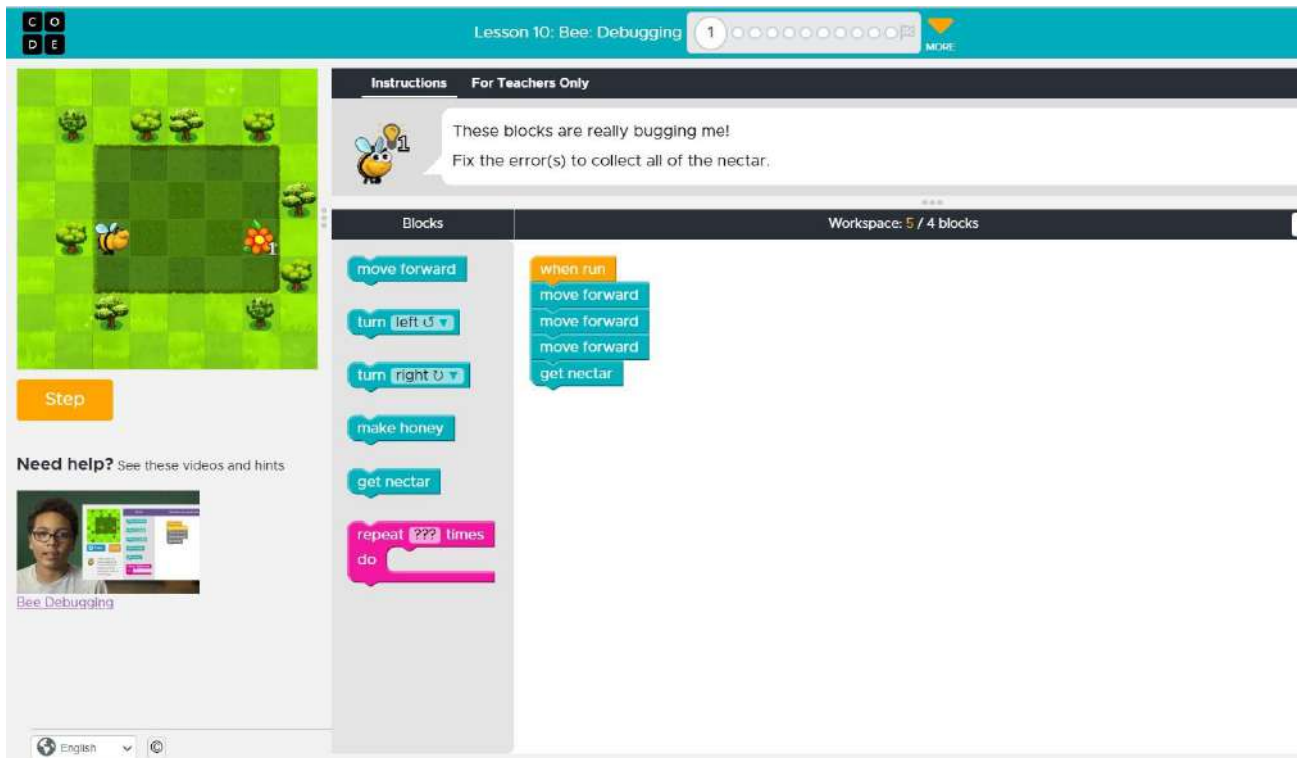 C O
D E
Lesson 10: Bee: Debugging
1
MORE
Instructions For Teachers Only
1
These blocks are really bugging me!
Fix the error(s) to collect all of the nectar.
1
Step
Need help? See these videos and hints
Bee Debugging
English ©
Blocks
move forward
turn left ↺ ▼
turn right ↻ ▼
make honey
get nectar
repeat ??? times
do
Workspace: 5 / 4 blocks
when run
move forward
move forward
move forward
get nectar